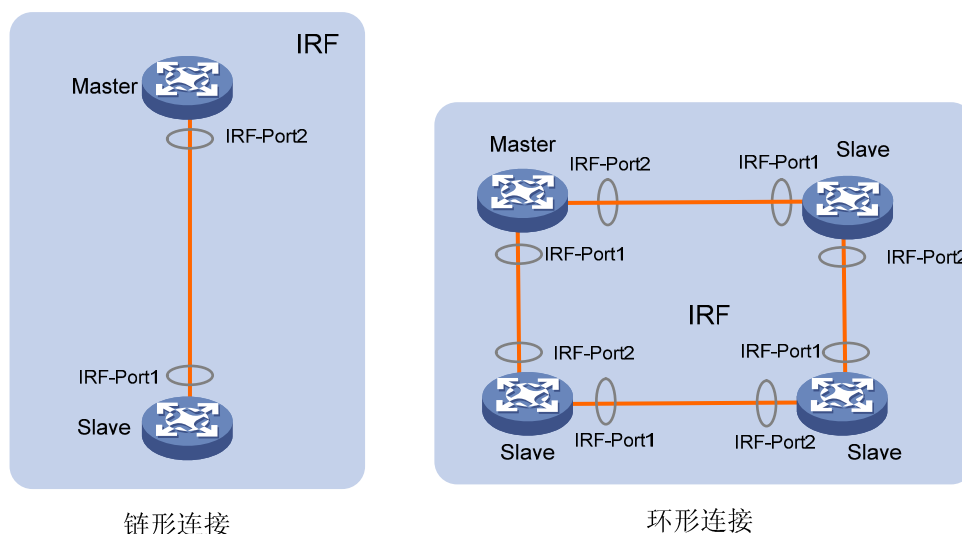 IRF
Master
IRF-Port2
IRF-Port1
Slave
链形连接
Master
IRF-Port2
IRF-Port1
Slave
IRF-Port1
IRF-Port2
IRF
IRF-Port2
IRF-Port1
IRF-Port1
IRF-Port2
Slave
Slave
环形连接